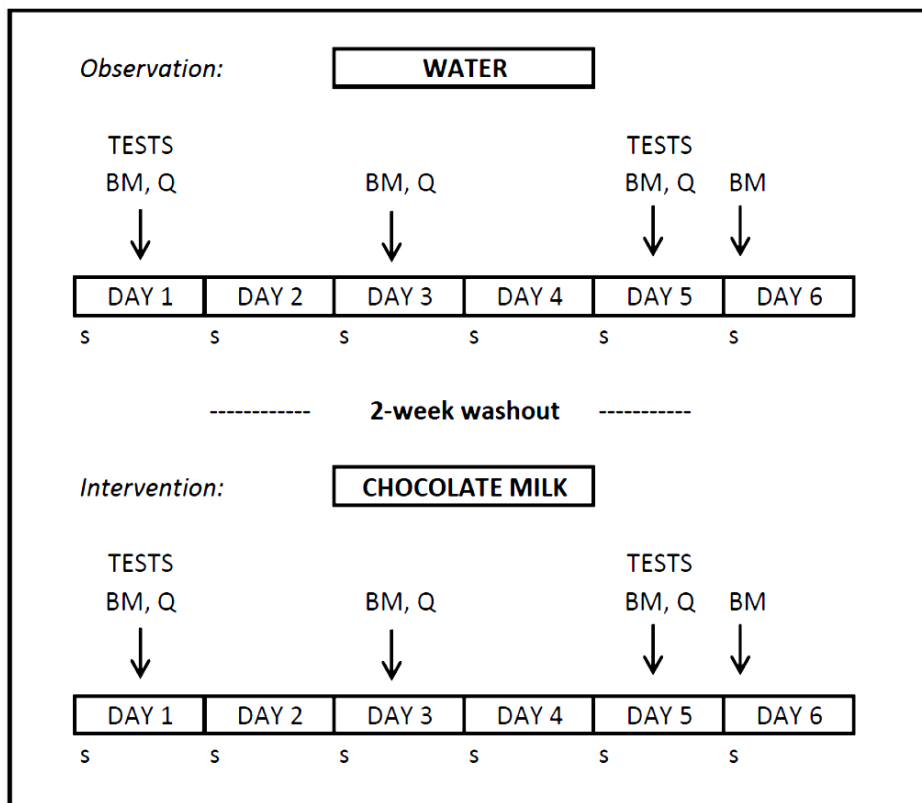 Observation: WATER
TESTS TESTS
BM, Q BM, Q BM, Q BM
DAY 1 DAY 2 DAY 3 DAY 4 DAY 5 DAY 6
s s s s s s
------------ 2-week washout -----------
Intervention: CHOCOLATE MILK
TESTS TESTS
BM, Q BM, Q BM, Q BM
DAY 1 DAY 2 DAY 3 DAY 4 DAY 5 DAY 6
s s s s s s